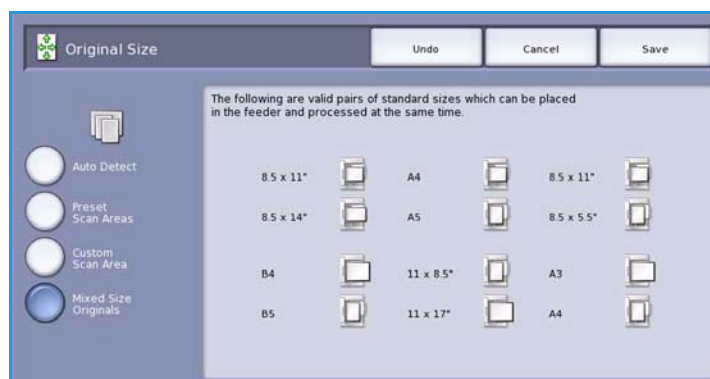 Original Size
Undo
Cancel
Save
The following are valid pairs of standard sizes which can be placed
in the feeder and processed at the same time.
Auto Detect
Preset
Scan Areas
Custom
Scan Area
Mixed Size
Originals
8.5 x 11" A4 8.5 x 11"
8.5 x 14" A5 8.5 x 5.5"
B4 11 x 8.5" A3
B5 11 x 17" A4